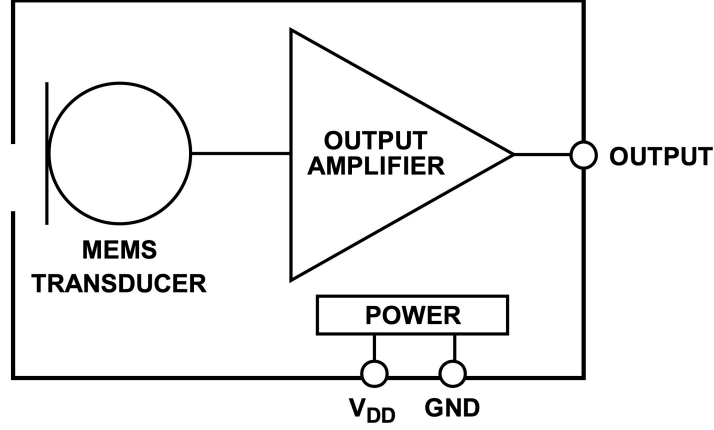 OUTPUT
AMPLIFIER
OUTPUT
MEMS
TRANSDUCER
POWER
VDD
GND